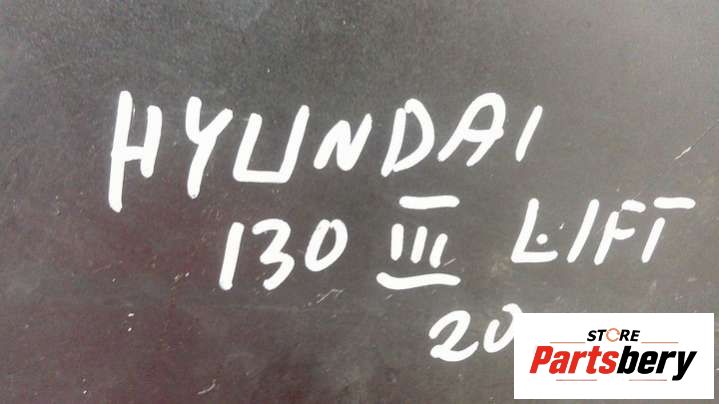 HYUNDAI
130 III LIFT
20
STORE
Partsbery